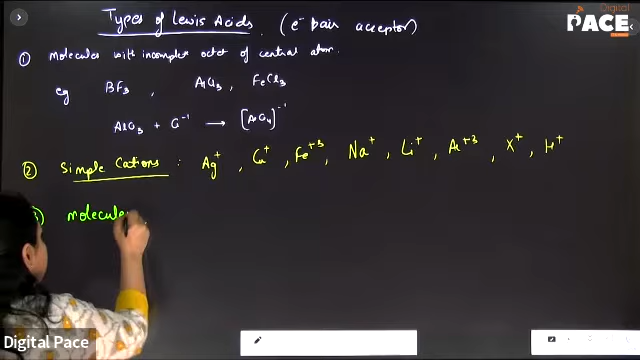 Types of Lewis Acids (e⁻ pair acceptor)
Digital
PACE
① molecules with incomplete octet of central atom.
eg BF₃ , AlCl₃ , FeCl₃
AlCl₃ + Cl⁻¹ → [AlCl₄]⁻¹
② Simple Cations : Ag⁺ , Cu⁺ , Fe⁺³ Na⁺ , Li⁺ , Al⁺³ , X⁺ , H⁺
③ molecule
Digital Pace